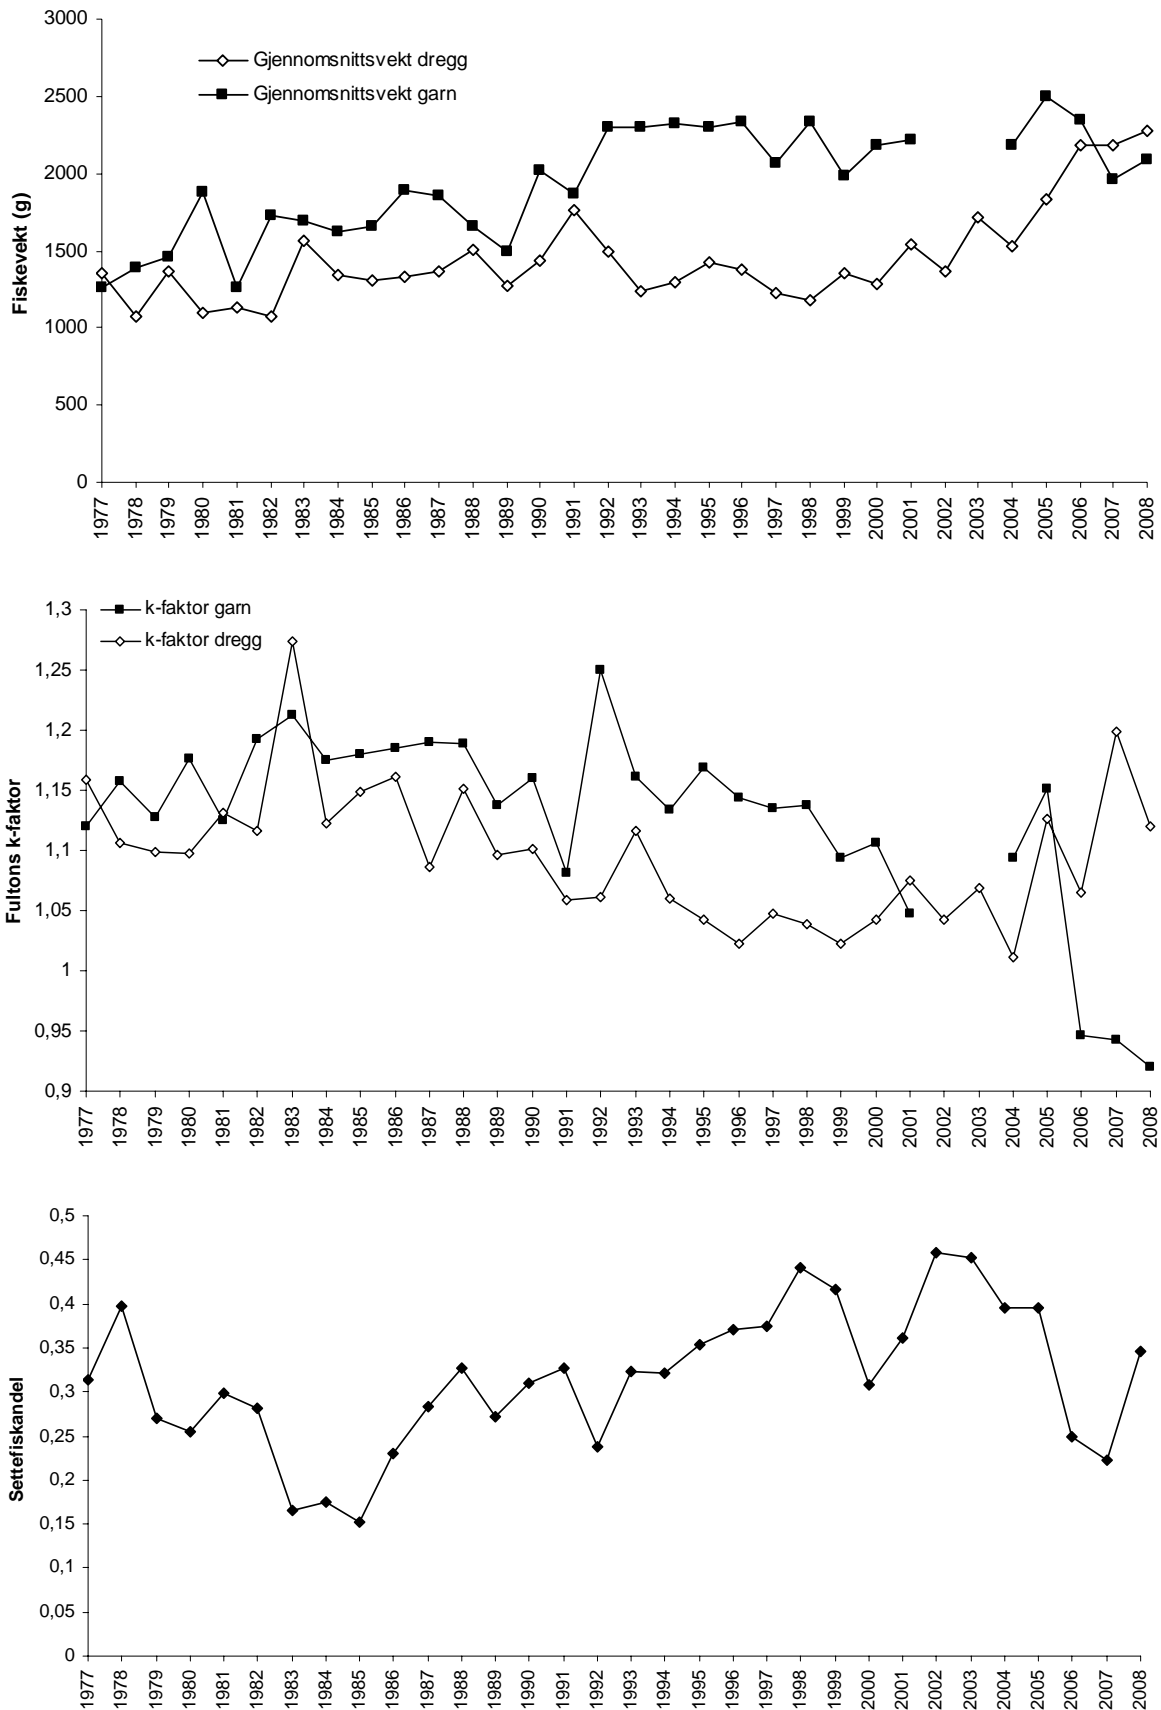 3000
2500
2000
1500
1000
500
0
Fiskevekt (g)
Gjennomsnittsvekt dregg
Gjennomsnittsvekt garn
1977 1978 1979 1980 1981 1982 1983 1984 1985 1986 1987 1988 1989 1990 1991 1992 1993 1994 1995 1996 1997 1998 1999 2000 2001 2002 2003 2004 2005 2006 2007 2008
1,3
1,25
1,2
1,15
1,1
1,05
1
0,95
0,9
Fultons k-faktor
k-faktor garn
k-faktor dregg
1977 1978 1979 1980 1981 1982 1983 1984 1985 1986 1987 1988 1989 1990 1991 1992 1993 1994 1995 1996 1997 1998 1999 2000 2001 2002 2003 2004 2005 2006 2007 2008
0,5
0,45
0,4
0,35
0,3
0,25
0,2
0,15
0,1
0,05
0
Settefiskandel
1977 1978 1979 1980 1981 1982 1983 1984 1985 1986 1987 1988 1989 1990 1991 1992 1993 1994 1995 1996 1997 1998 1999 2000 2001 2002 2003 2004 2005 2006 2007 2008